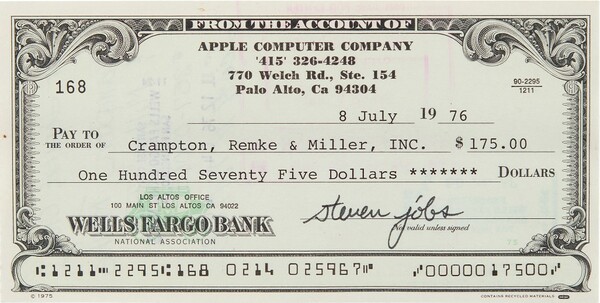 FROM THE ACCOUNT OF
APPLE COMPUTER COMPANY
'415' 326-4248
770 Welch Rd., Ste. 154
Palo Alto, CA 94304
168
90-2295
1211
8 July 1976
PAY TO
THE ORDER OF
Crampton, Remke & Miller, INC. $175.00
One Hundred Seventy Five Dollars ******* DOLLARS
LOS ALTOS OFFICE
100 MAIN ST LOS ALTOS CA 94022
WELLS FARGO BANK
NATIONAL ASSOCIATION
steven jobs
Not valid unless signed
⑆1211⑉2295⑆168 0214 025967⑈ ⑈0000017500⑈
© 1975
CONTAINS RECYCLED MATERIALS